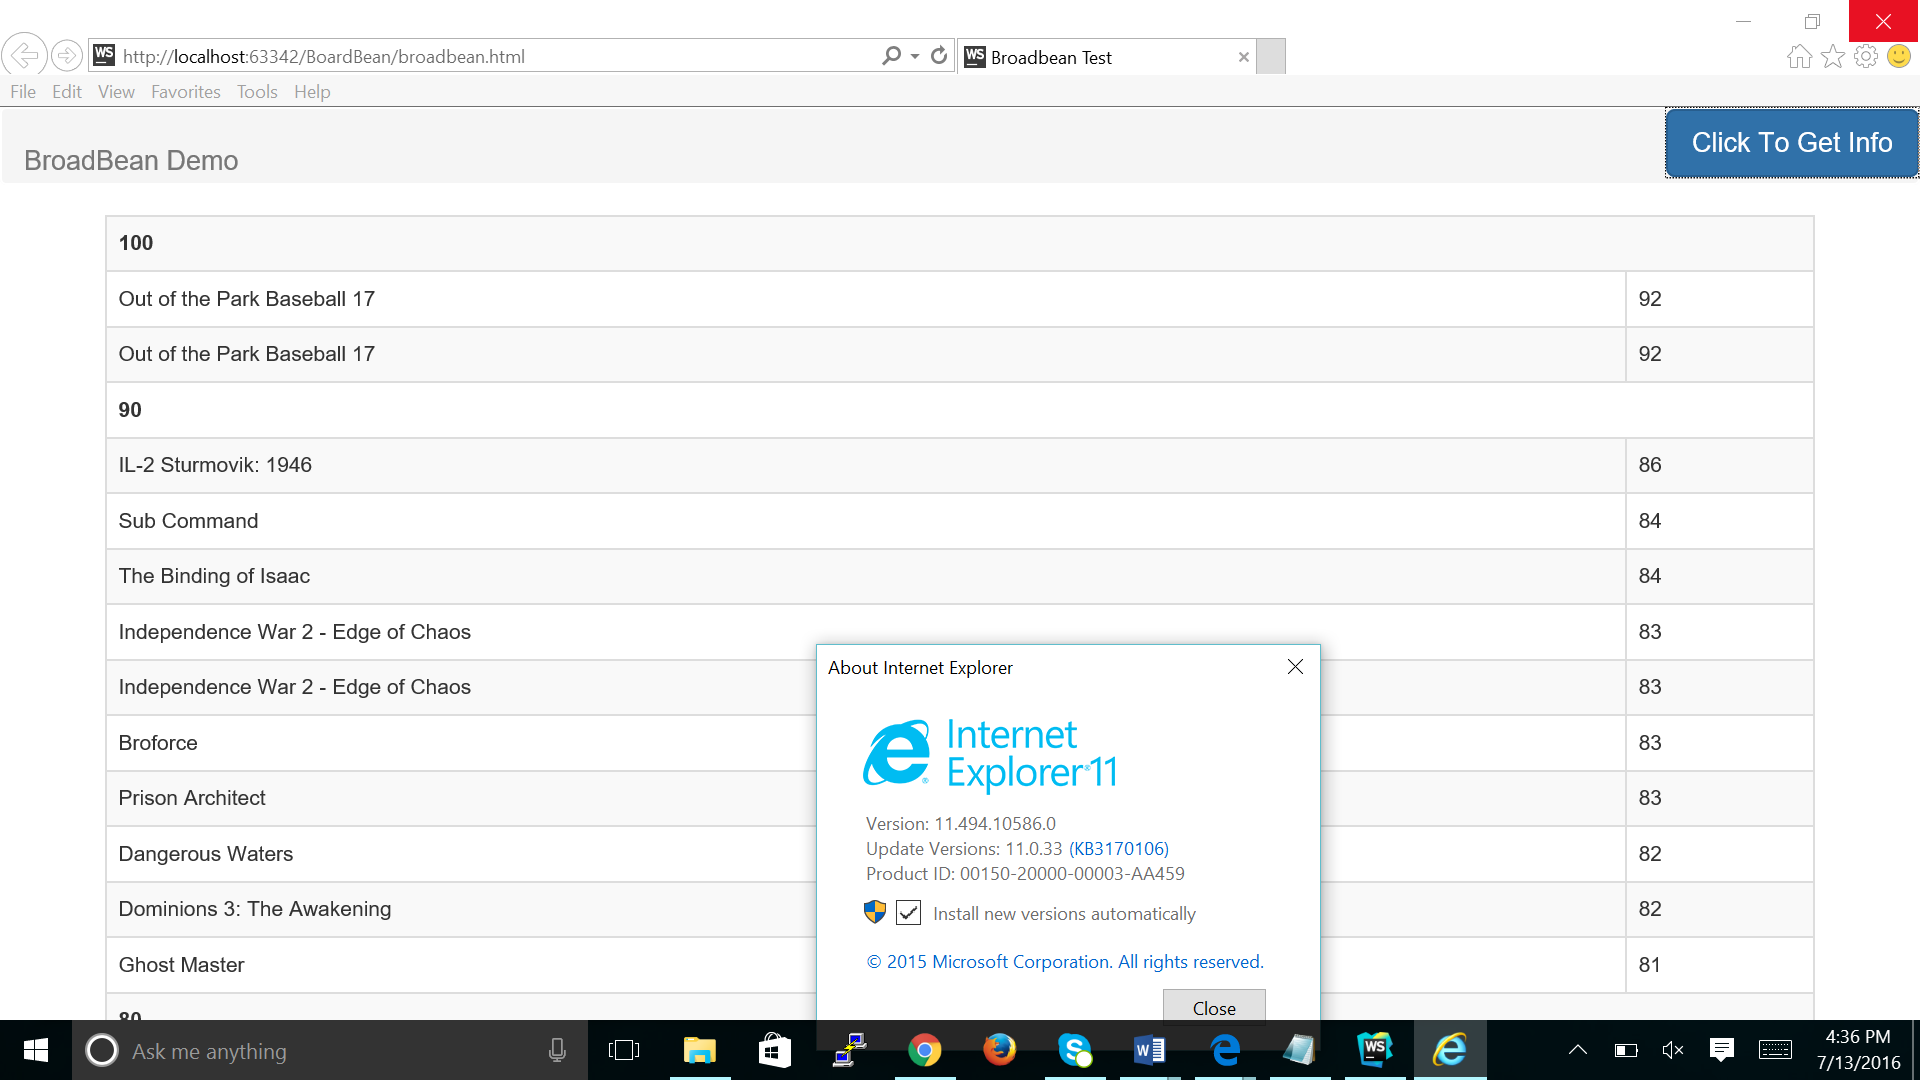 WS http://localhost:63342/BoardBean/broadbean.html
WS Broadbean Test
File Edit View Favorites Tools Help
BroadBean Demo
Click To Get Info
100
Out of the Park Baseball 17 92
Out of the Park Baseball 17 92
90
IL-2 Sturmovik: 1946 86
Sub Command 84
The Binding of Isaac 84
Independence War 2 - Edge of Chaos 83
Independence War 2 - Edge of Chaos 83
Broforce 83
Prison Architect 83
Dangerous Waters 82
Dominions 3: The Awakening 82
Ghost Master 81
80
About Internet Explorer
Internet
Explorer®11
Version: 11.494.10586.0
Update Versions: 11.0.33 (KB3170106)
Product ID: 00150-20000-00003-AA459
Install new versions automatically
© 2015 Microsoft Corporation. All rights reserved.
Close
Ask me anything
WS
4:36 PM
7/13/2016